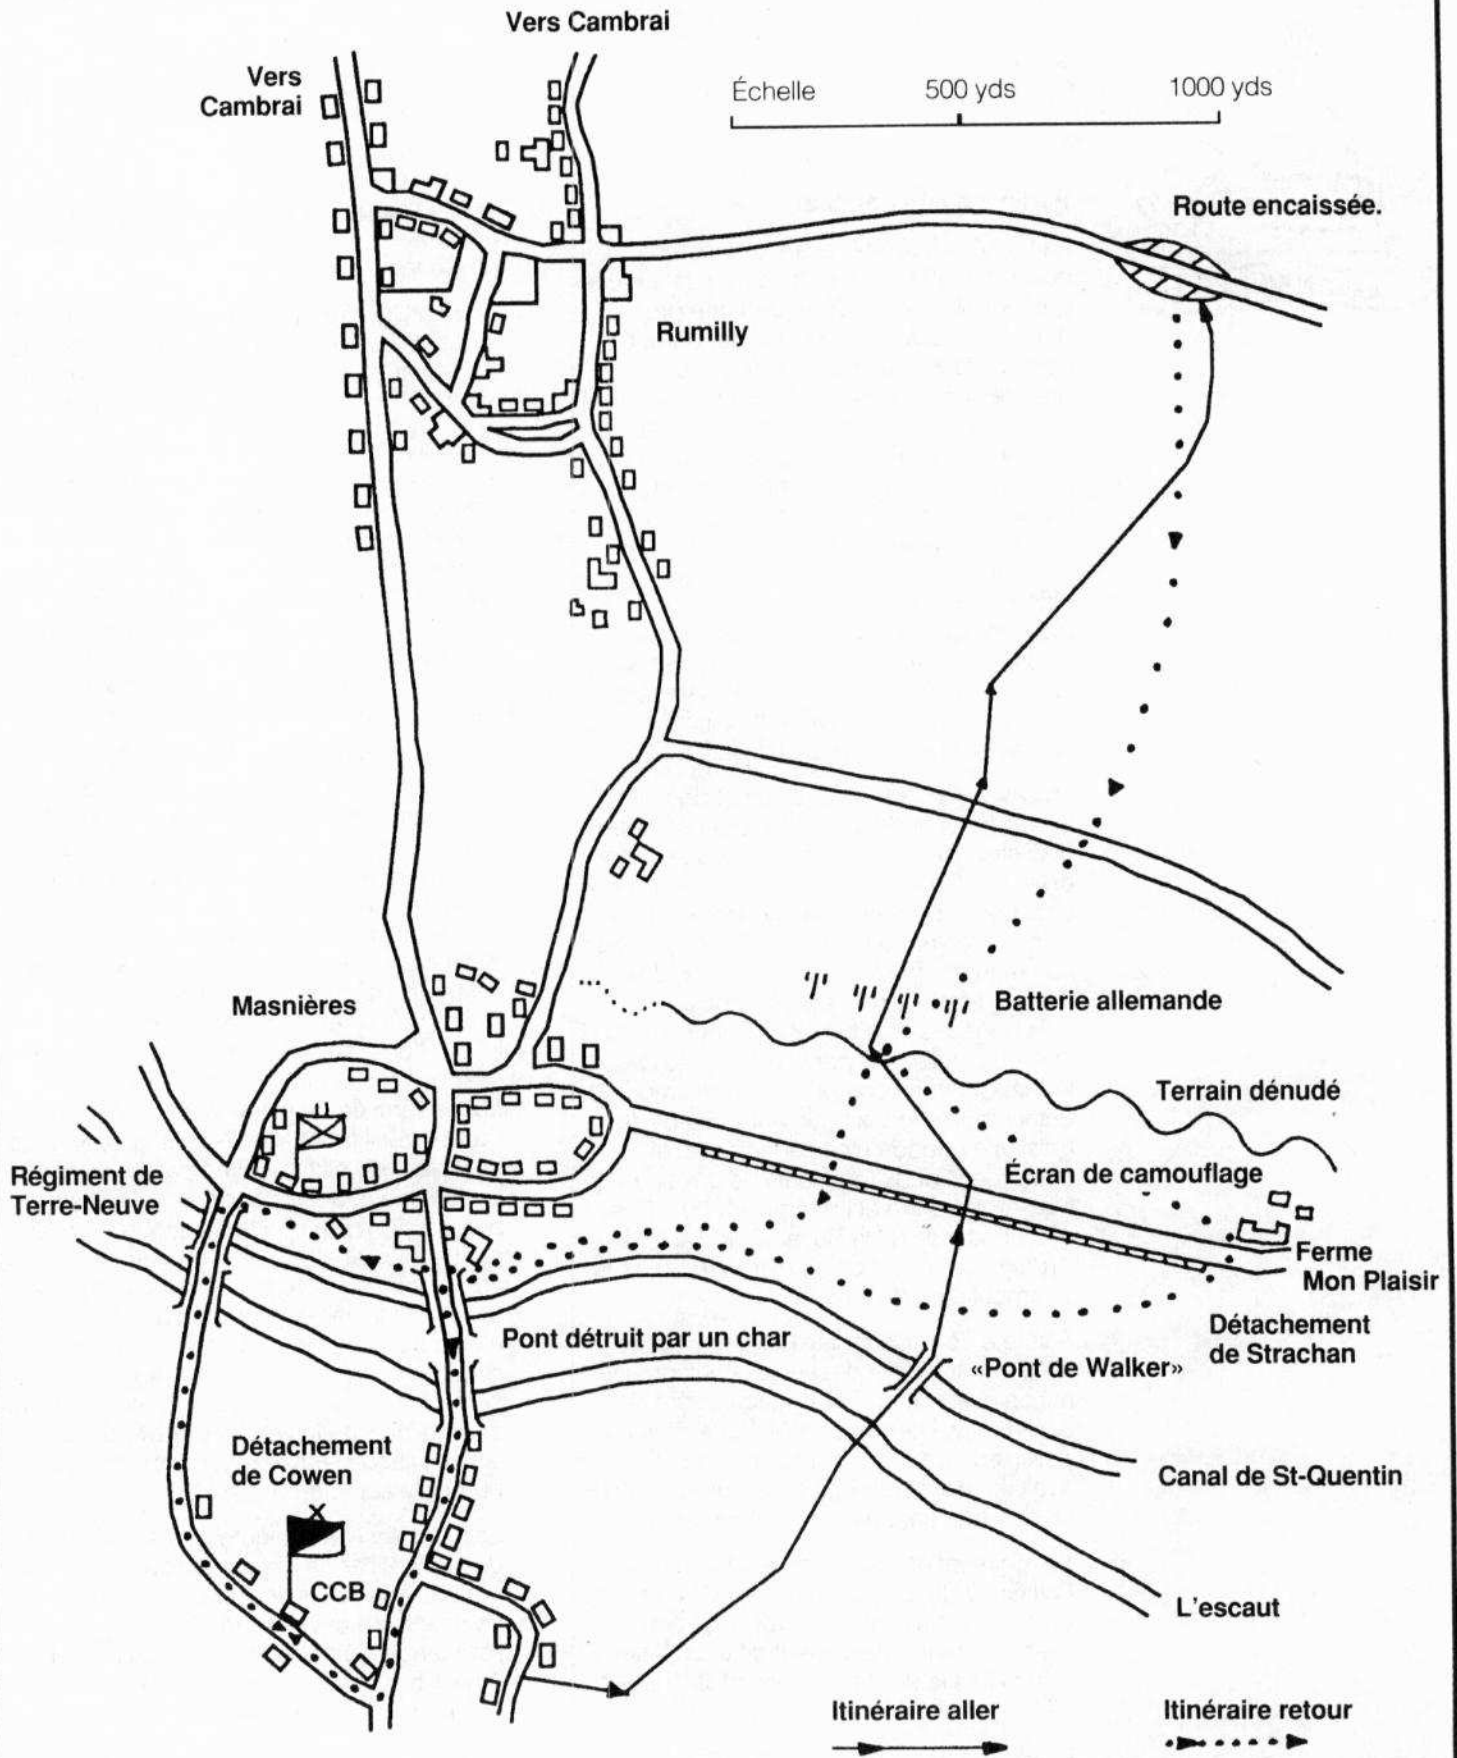 Vers Cambrai
Vers
Cambrai
Échelle 500 yds 1000 yds
Route encaissée.
Rumilly
Masnières
Batterie allemande
Terrain dénudé
Écran de camouflage
Régiment de
Terre-Neuve
Ferme
Mon Plaisir
Détachement
de Strachan
Pont détruit par un char
«Pont de Walker»
Détachement
de Cowen
Canal de St-Quentin
CCB
L'escaut
Itinéraire aller
Itinéraire retour